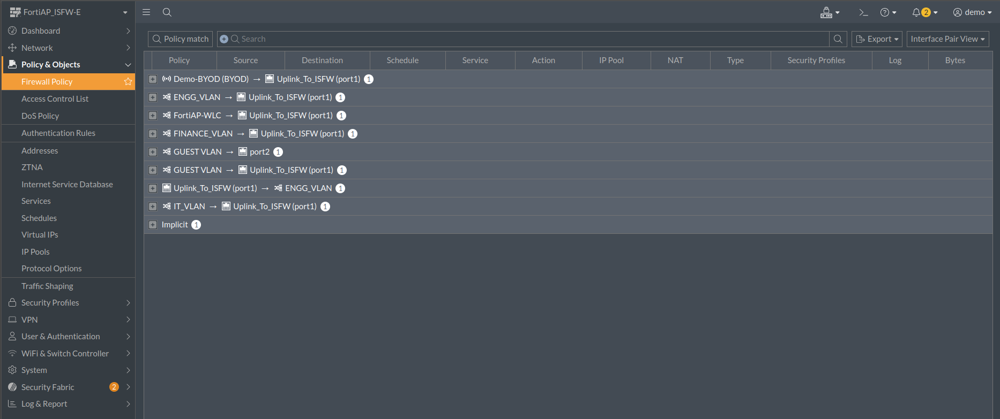 FortiAP_ISFW-E
2
demo
Dashboard
Network
Policy & Objects
Firewall Policy
Access Control List
DoS Policy
Authentication Rules
Addresses
ZTNA
Internet Service Database
Services
Schedules
Virtual IPs
IP Pools
Protocol Options
Traffic Shaping
Security Profiles
VPN
User & Authentication
WiFi & Switch Controller
System
Security Fabric 2
Log & Report
Policy match Search Export Interface Pair View
Policy Source Destination Schedule Service Action IP Pool NAT Type Security Profiles Log Bytes
Demo-BYOD (BYOD) → Uplink_To_ISFW (port1) 1
ENGG_VLAN → Uplink_To_ISFW (port1) 1
FortiAP-WLC → Uplink_To_ISFW (port1) 1
FINANCE_VLAN → Uplink_To_ISFW (port1) 1
GUEST VLAN → port2 1
GUEST VLAN → Uplink_To_ISFW (port1) 1
Uplink_To_ISFW (port1) → ENGG_VLAN 1
IT_VLAN → Uplink_To_ISFW (port1) 1
Implicit 1